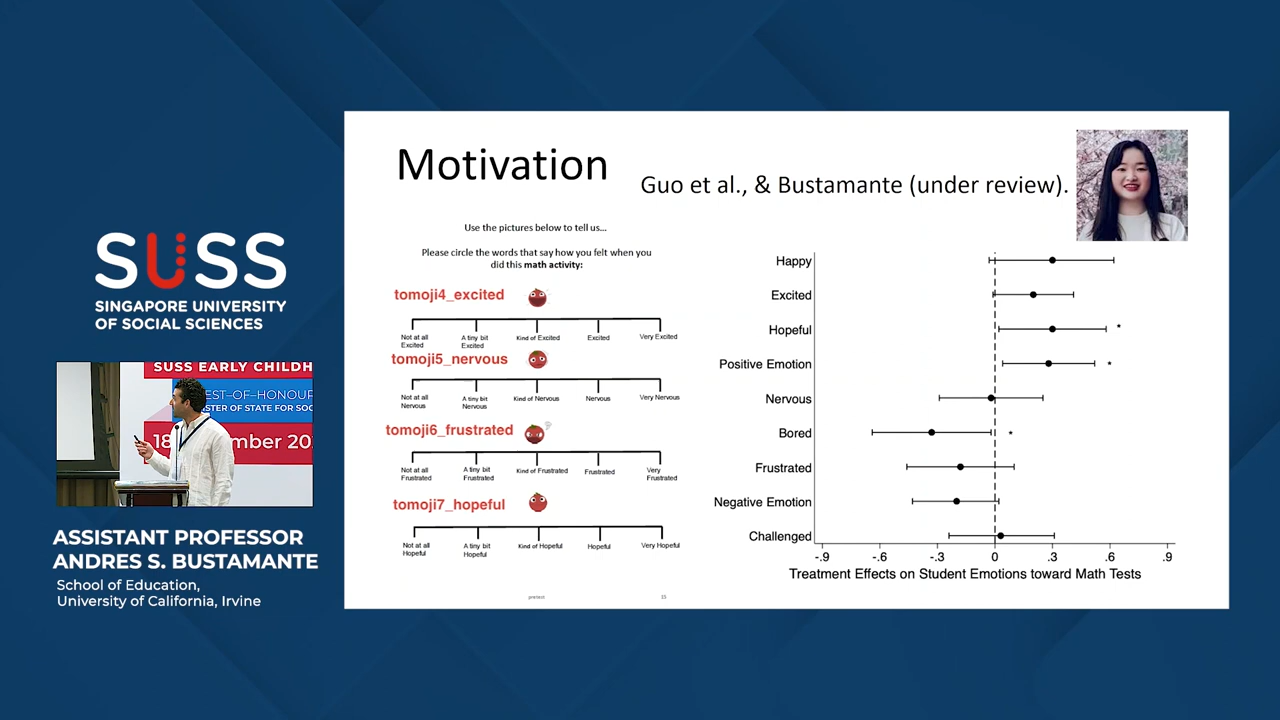 SUSS
SINGAPORE UNIVERSITY
OF SOCIAL SCIENCES
SUSS EARLY CHILDH
EST-OF-HONOUR
STER OF STATE FOR SOC
18
mber 20
ASSISTANT PROFESSOR
ANDRES S. BUSTAMANTE
School of Education,
University of California, Irvine
Motivation
Guo et al., & Bustamante (under review).
Use the pictures below to tell us...
Please circle the words that say how you felt when you
did this math activity:
tomoji4_excited
Not at all Excited
A tiny bit Excited
Kind of Excited
Excited
Very Excited
tomoji5_nervous
Not at all Nervous
A tiny bit Nervous
Kind of Nervous
Nervous
Very Nervous
tomoji6_frustrated
Not at all Frustrated
A tiny bit Frustrated
Kind of Frustrated
Frustrated
Very Frustrated
tomoji7_hopeful
Not at all Hopeful
A tiny bit Hopeful
Kind of Hopeful
Hopeful
Very Hopeful
pretest
15
Happy
Excited
Hopeful *
Positive Emotion *
Nervous
Bored *
Frustrated
Negative Emotion
Challenged
-.9 -.6 -.3 0 .3 .6 .9
Treatment Effects on Student Emotions toward Math Tests